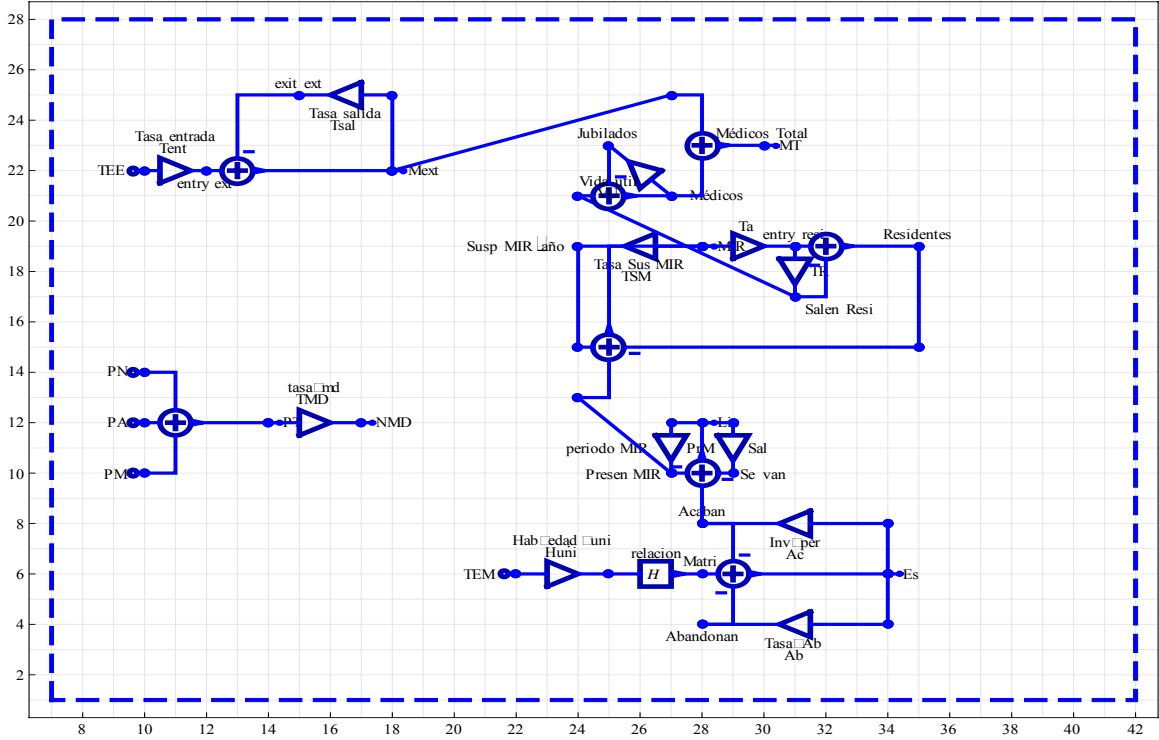 28
26
24
22
20
18
16
14
12
10
8
6
4
2
exit ext
Tasa salida
Tsal
Tasa entrada
Tent
TEE
entry ext
Mext
Jubilados
Médicos Total
MT
Vida util
Médicos
Susp MIR
año
Tasa Sus MIR
TSM
MIR
Ta
entry resi
TR
Residentes
Salen Resi
PN
PA
PM
tasa md
TMD
NMD
periodo MIR
PrM
Li
Sal
Presen MIR
Se van
Acaban
Hab edad uni
Huni
relacion
H
Matri
TEM
Inv per
Ac
Es
Abandonan
Tasa Ab
Ab
8 10 12 14 16 18 20 22 24 26 28 30 32 34 36 38 40 42